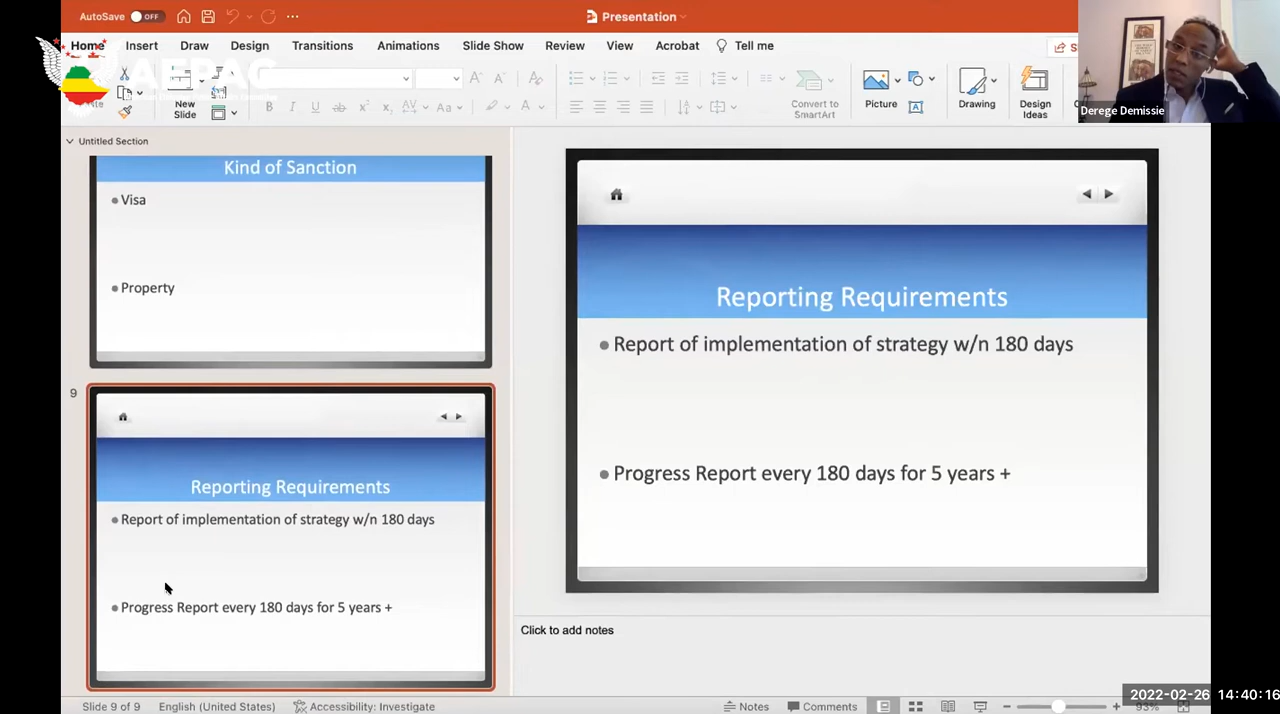 AutoSave OFF
Presentation
Home Insert Draw Design Transitions Animations Slide Show Review View Acrobat Tell me
AEPAG
New Slide
Convert to SmartArt
Picture
Drawing
Design Ideas
Derege Demissie
Untitled Section
Kind of Sanction
Visa
Property
9
Reporting Requirements
Report of implementation of strategy w/n 180 days
Progress Report every 180 days for 5 years +
Reporting Requirements
Report of implementation of strategy w/n 180 days
Progress Report every 180 days for 5 years +
Click to add notes
2022-02-26 14:40:16
Slide 9 of 9 English (United States) Accessibility: Investigate Notes Comments 93%